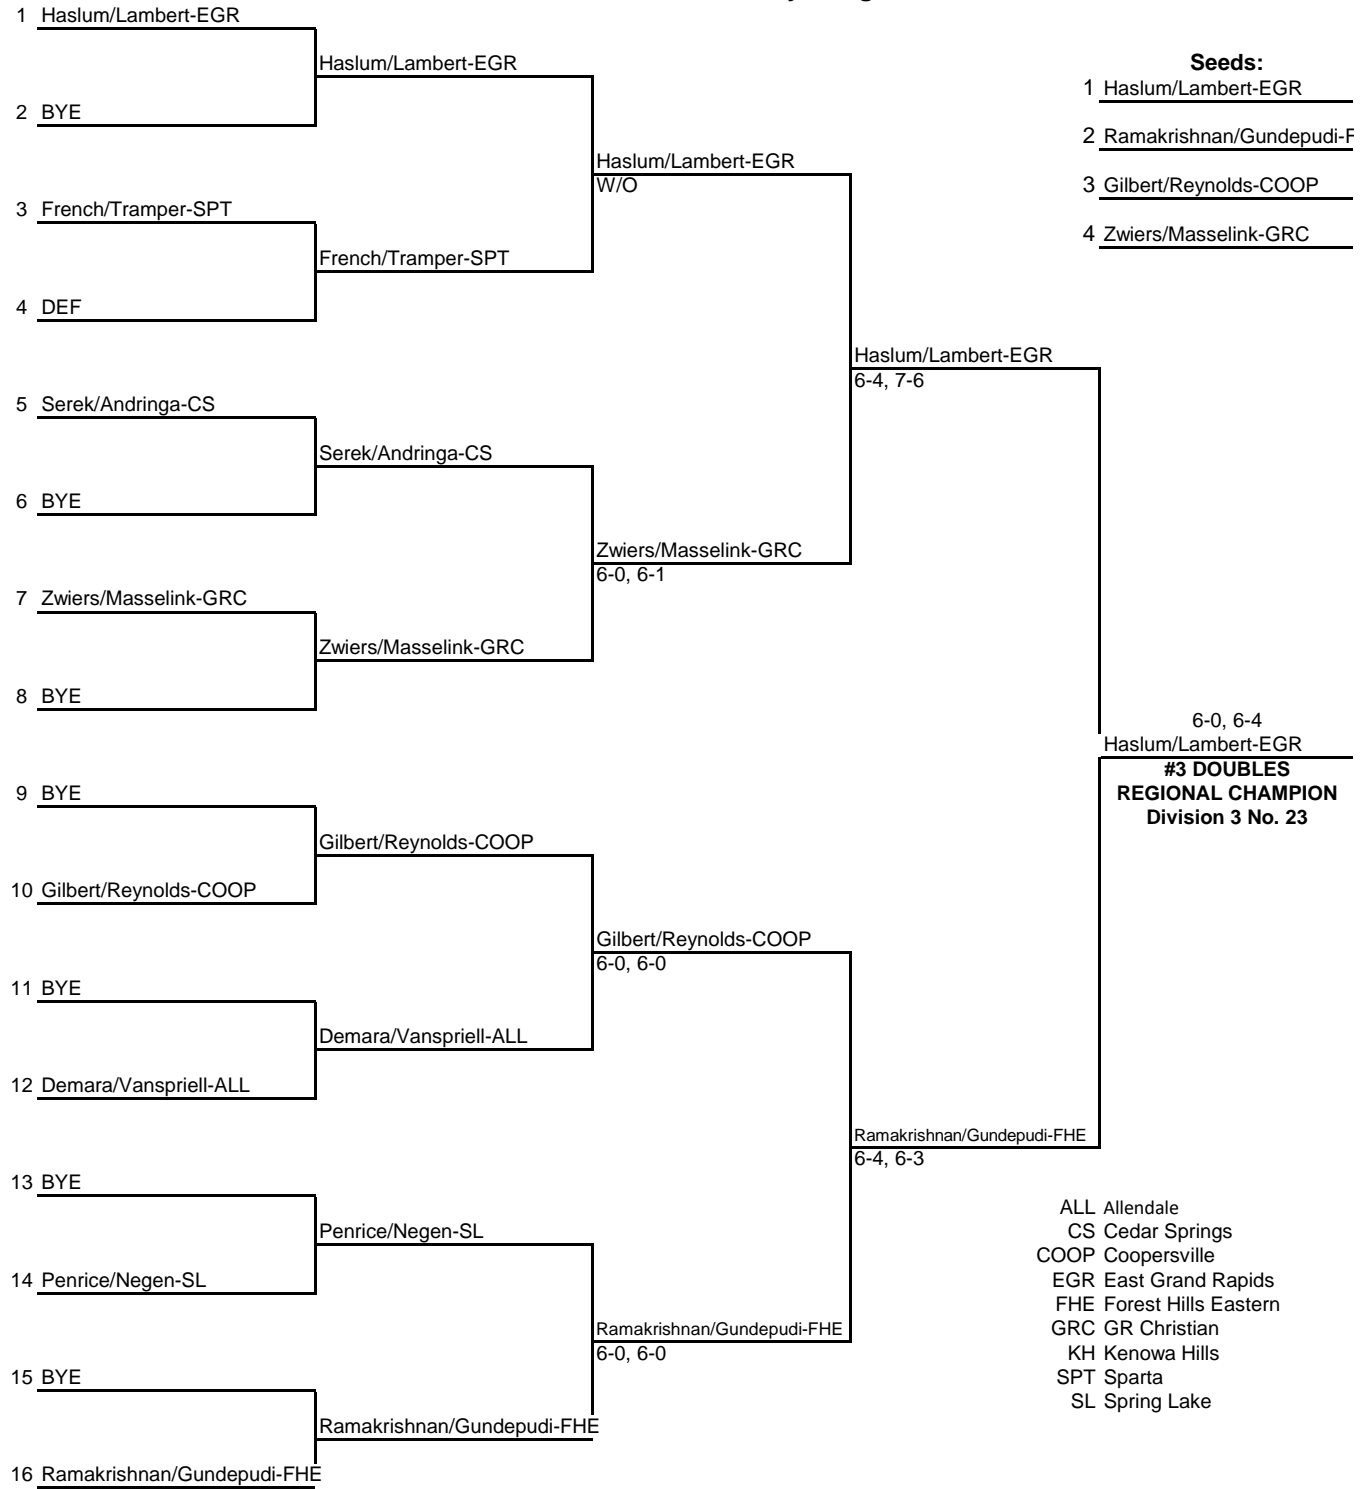 1 Haslum/Lambert-EGR
Haslum/Lambert-EGR
2 BYE
Haslum/Lambert-EGR
W/O
3 French/Tramper-SPT
French/Tramper-SPT
4 DEF
Haslum/Lambert-EGR
6-4, 7-6
5 Serek/Andringa-CS
Serek/Andringa-CS
6 BYE
Zwiers/Masselink-GRC
6-0, 6-1
7 Zwiers/Masselink-GRC
Zwiers/Masselink-GRC
8 BYE
6-0, 6-4
Haslum/Lambert-EGR
#3 DOUBLES
REGIONAL CHAMPION
Division 3 No. 23
9 BYE
Gilbert/Reynolds-COOP
10 Gilbert/Reynolds-COOP
Gilbert/Reynolds-COOP
6-0, 6-0
11 BYE
Demara/Vanspriell-ALL
12 Demara/Vanspriell-ALL
Ramakrishnan/Gundepudi-FHE
6-4, 6-3
13 BYE
Penrice/Negen-SL
14 Penrice/Negen-SL
Ramakrishnan/Gundepudi-FHE
6-0, 6-0
15 BYE
Ramakrishnan/Gundepudi-FHE
16 Ramakrishnan/Gundepudi-FHE
Seeds:
1 Haslum/Lambert-EGR
2 Ramakrishnan/Gundepudi-F
3 Gilbert/Reynolds-COOP
4 Zwiers/Masselink-GRC
ALL Allendale
CS Cedar Springs
COOP Coopersville
EGR East Grand Rapids
FHE Forest Hills Eastern
GRC GR Christian
KH Kenowa Hills
SPT Sparta
SL Spring Lake